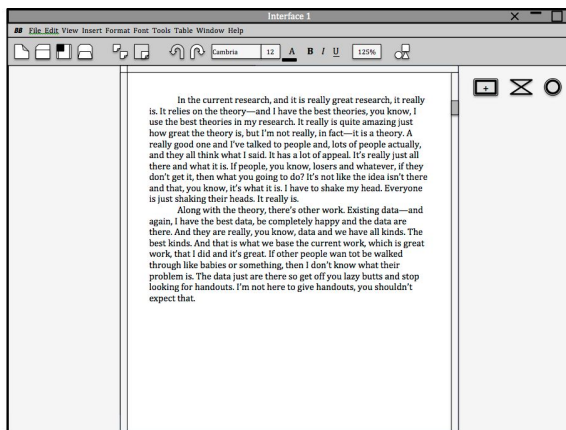 Interface 1
BB File Edit View Insert Format Font Tools Table Window Help
Cambria 12 A B I U 125%
In the current research, and it is really great research, it really
is. It relies on the theory—and I have the best theories, you know, I
use the best theories in my research. It really is quite amazing just
how great the theory is, but I'm not really, in fact—it is a theory. A
really good one and I've talked to people and, lots of people actually,
and they all think what I said. It has a lot of appeal. It's really just all
there and what it is. If people, you know, losers and whatever, if they
don't get it, then what you going to do? It's not like the idea isn't there
and that, you know, it's what it is. I have to shake my head. Everyone
is just shaking their heads. It really is.
Along with the theory, there's other work. Existing data—and
again, I have the best data, be completely happy and the data are
there. And they are really, you know, data and we have all kinds. The
best kinds. And that is what we base the current work, which is great
work, that I did and it's great. If other people wan tot be walked
through like babies or something, then I don't know what their
problem is. The data just are there so get off you lazy butts and stop
looking for handouts. I'm not here to give handouts, you shouldn't
expect that.